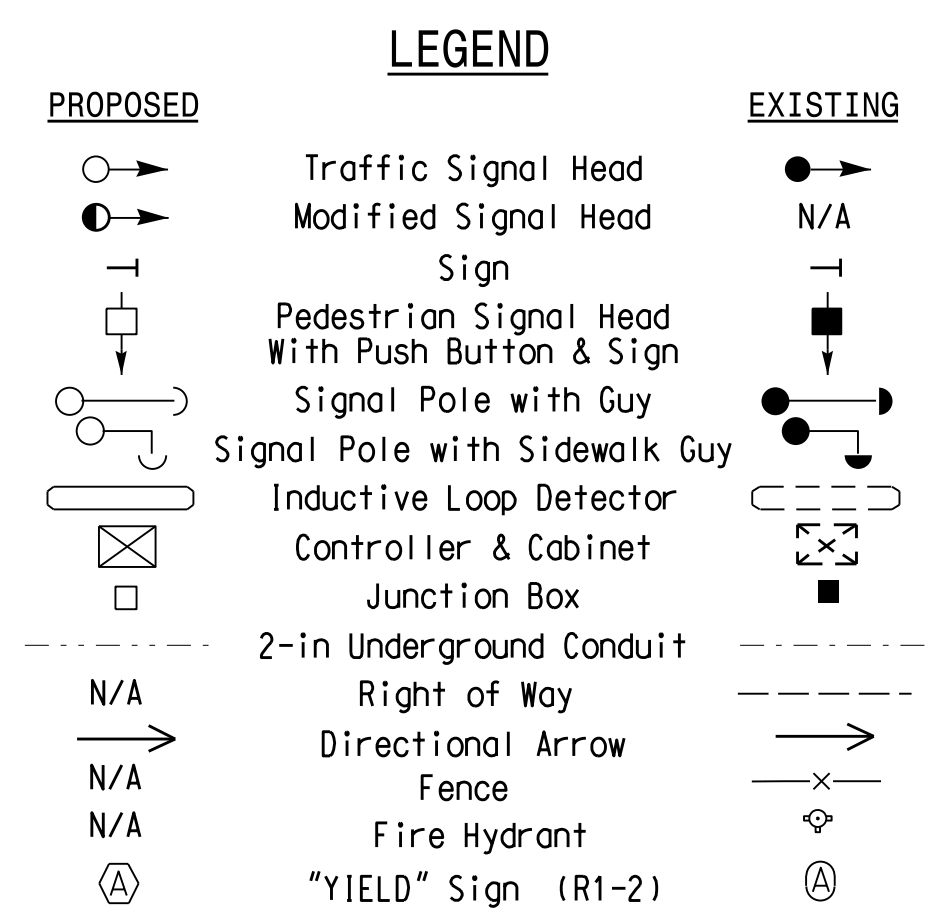 LEGEND
PROPOSED EXISTING
Traffic Signal Head
Modified Signal Head N/A
Sign
Pedestrian Signal Head
With Push Button & Sign
Signal Pole with Guy
Signal Pole with Sidewalk Guy
Inductive Loop Detector
Controller & Cabinet
Junction Box
2-in Underground Conduit
N/A Right of Way
Directional Arrow
N/A Fence
N/A Fire Hydrant
A "YIELD" Sign (R1-2) A